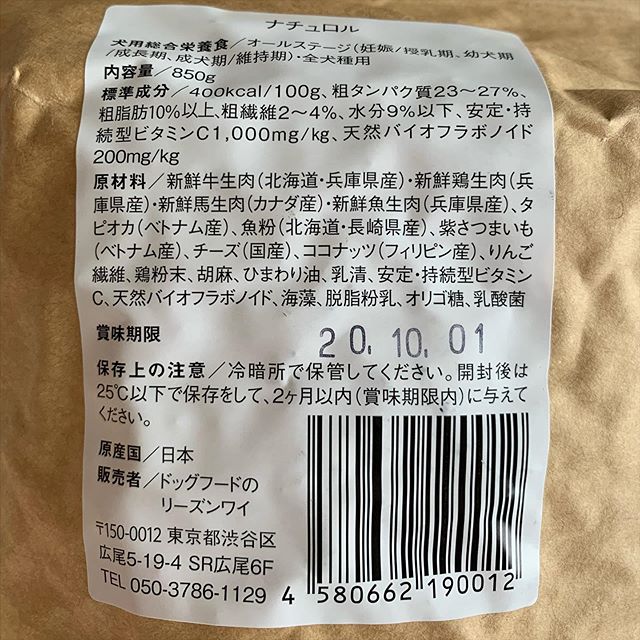 ナチュロル
犬用総合栄養食／オールステージ（妊娠/授乳期、幼犬期
/成長期、成犬期/維持期）・全犬種用
内容量／850g
標準成分／400kcal/100g、粗タンパク質23〜27%、
粗脂肪10%以上、粗繊維2〜4%、水分9%以下、安定・持
続型ビタミンC1,000mg/kg、天然バイオフラボノイド
200mg/kg
原材料／新鮮牛生肉（北海道・兵庫県産）・新鮮鶏生肉（兵
庫県産）・新鮮馬生肉（カナダ産）・新鮮魚生肉（兵庫県産）、タ
ピオカ（ベトナム産）、魚粉（北海道・長崎県産）、紫さつまいも
（ベトナム産）、チーズ（国産）、ココナッツ（フィリピン産）、りんご
繊維、鶏粉末、胡麻、ひまわり油、乳清、安定・持続型ビタミン
C、天然バイオフラボノイド、海藻、脱脂粉乳、オリゴ糖、乳酸菌
賞味期限 20.10.01
保存上の注意／冷暗所で保管してください。開封後は
25℃以下で保存をして、2ヶ月以内（賞味期限内）に与えて
ください。
原産国／日本
販売者／ドッグフードの
リーズンワイ
〒150-0012 東京都渋谷区
広尾5-19-4 SR広尾6F
TEL 050-3786-1129
4 580662 190012